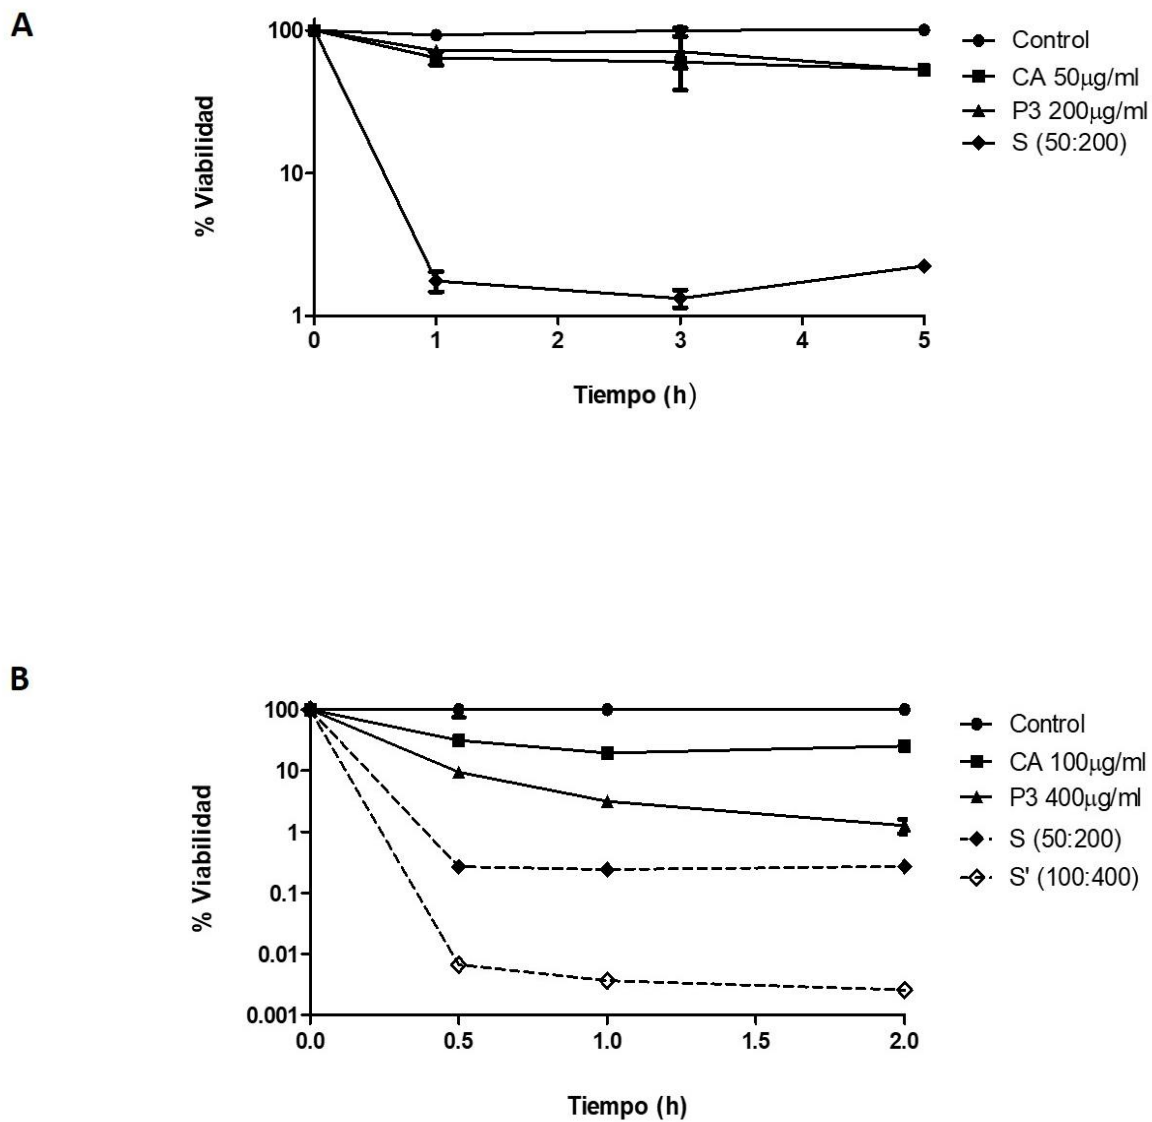 A
100
10
1
% Viabilidad
0 1 2 3 4 5
Tiempo (h)
Control
CA 50µg/ml
P3 200µg/ml
S (50:200)
B
100
10
1
0.1
0.01
0.001
% Viabilidad
0.0 0.5 1.0 1.5 2.0
Tiempo (h)
Control
CA 100µg/ml
P3 400µg/ml
S (50:200)
S' (100:400)